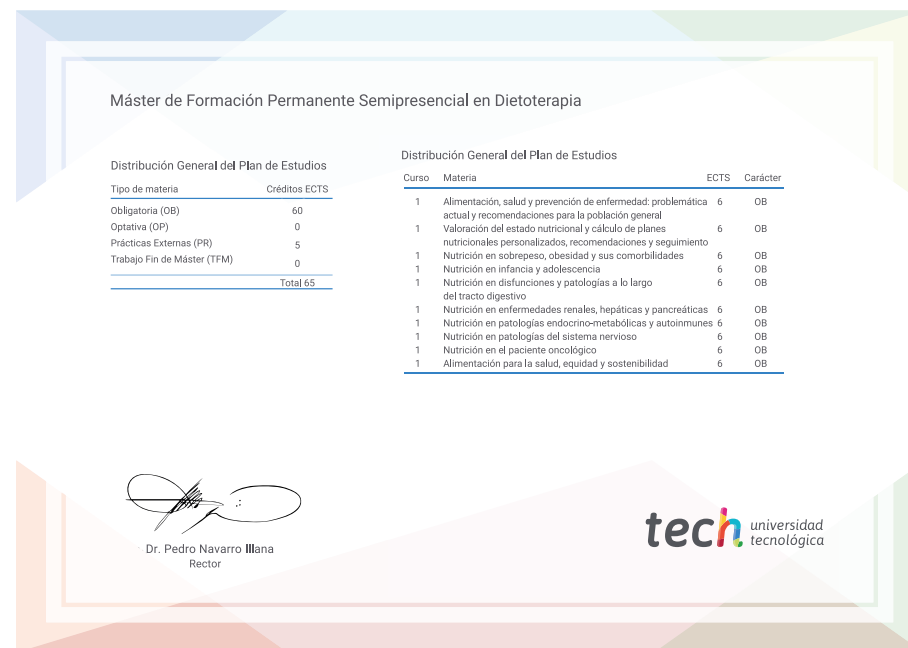 Máster de Formación Permanente Semipresencial en Dietoterapia
Distribución General del Plan de Estudios
Tipo de materia Créditos ECTS
Obligatoria (OB) 60
Optativa (OP) 0
Prácticas Externas (PR) 5
Trabajo Fin de Máster (TFM) 0
Total 65
Distribución General del Plan de Estudios
Curso Materia ECTS Carácter
1 Alimentación, salud y prevención de enfermedad: problemática 6 OB
actual y recomendaciones para la población general
1 Valoración del estado nutricional y cálculo de planes 6 OB
nutricionales personalizados, recomendaciones y seguimiento
1 Nutrición en sobrepeso, obesidad y sus comorbilidades 6 OB
1 Nutrición en infancia y adolescencia 6 OB
1 Nutrición en disfunciones y patologías a lo largo 6 OB
del tracto digestivo
1 Nutrición en enfermedades renales, hepáticas y pancreáticas 6 OB
1 Nutrición en patologías endocrino-metabólicas y autoinmunes 6 OB
1 Nutrición en patologías del sistema nervioso 6 OB
1 Nutrición en el paciente oncológico 6 OB
1 Alimentación para la salud, equidad y sostenibilidad 6 OB
Dr. Pedro Navarro Illana
Rector
tech universidad
tecnológica